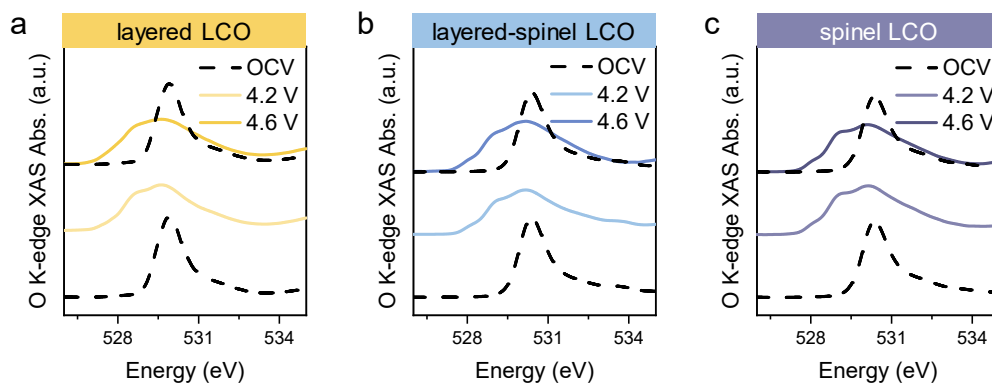 a
layered LCO
O K-edge XAS Abs. (a.u.)
OCV
4.2 V
4.6 V
528
531
534
Energy (eV)
b
layered-spinel LCO
O K-edge XAS Abs. (a.u.)
OCV
4.2 V
4.6 V
528
531
534
Energy (eV)
c
spinel LCO
O K-edge XAS Abs. (a.u.)
OCV
4.2 V
4.6 V
528
531
534
Energy (eV)